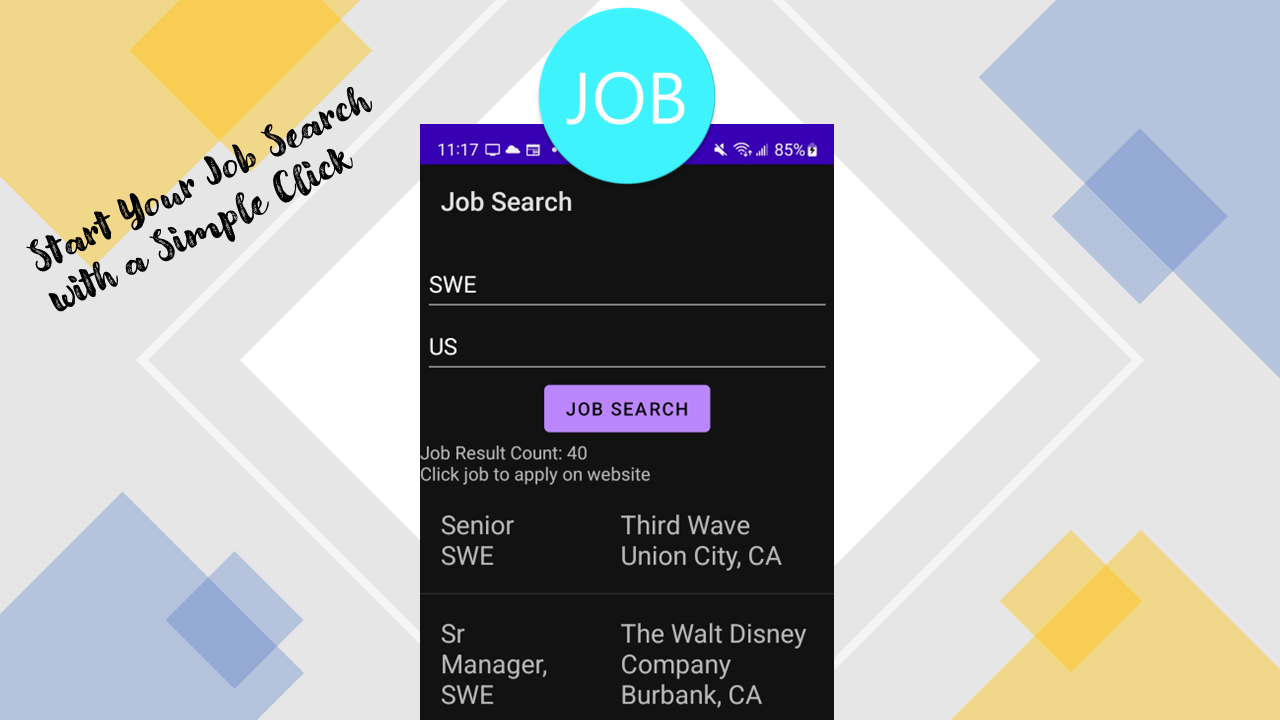 JOB
Start Your Job Search
with a Simple Click
11:17
85%
Job Search
SWE
US
JOB SEARCH
Job Result Count: 40
Click job to apply on website
Senior
SWE
Third Wave
Union City, CA
Sr
Manager,
SWE
The Walt Disney
Company
Burbank, CA